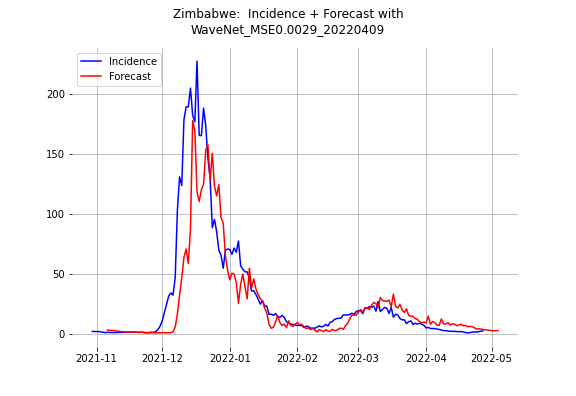 Zimbabwe:  Incidence + Forecast with
WaveNet_MSE0.0029_20220409
Incidence
Forecast
200
150
100
50
0
2021-11 2021-12 2022-01 2022-02 2022-03 2022-04 2022-05